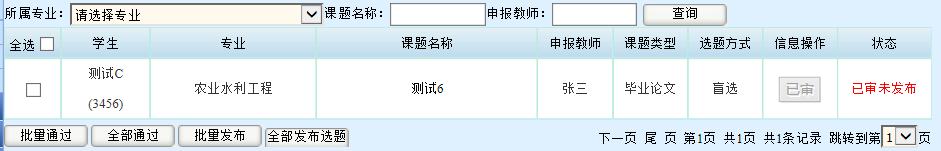 所属专业：请选择专业 课题名称： 申报教师： 查询
全选 学生 专业 课题名称 申报教师 课题类型 选题方式 信息操作 状态
测试C
(3456)
农业水利工程 测试6 张三 毕业论文 盲选 已审 已审未发布
批量通过 全部通过 批量发布 全部发布选题 下一页 尾 页 第1页 共1页 共1条记录 跳转到第1页